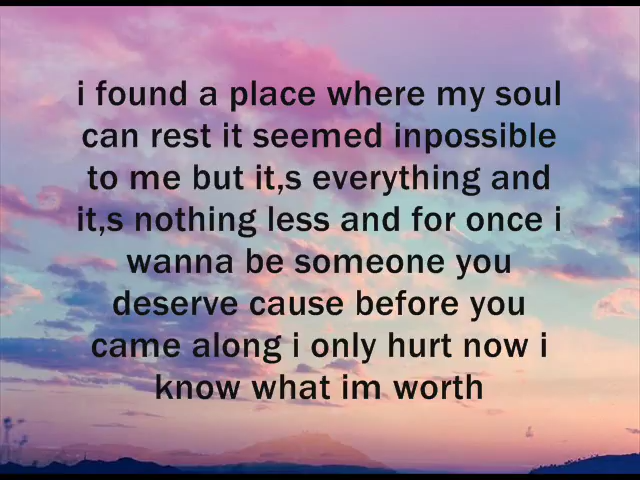 i found a place where my soul
can rest it seemed inpossible
to me but it,s everything and
it,s nothing less and for once i
wanna be someone you
deserve cause before you
came along i only hurt now i
know what im worth